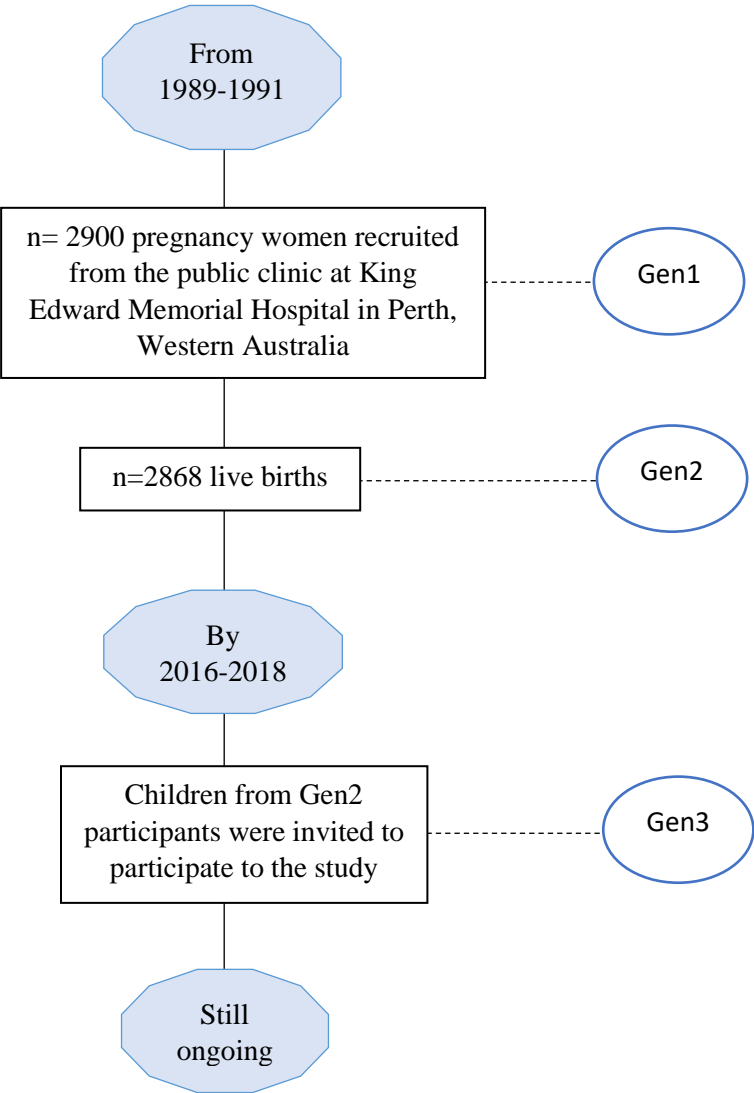 From
1989-1991
n= 2900 pregnancy women recruited
from the public clinic at King
Edward Memorial Hospital in Perth,
Western Australia
Gen1
n=2868 live births
Gen2
By
2016-2018
Children from Gen2
participants were invited to
participate to the study
Gen3
Still
ongoing